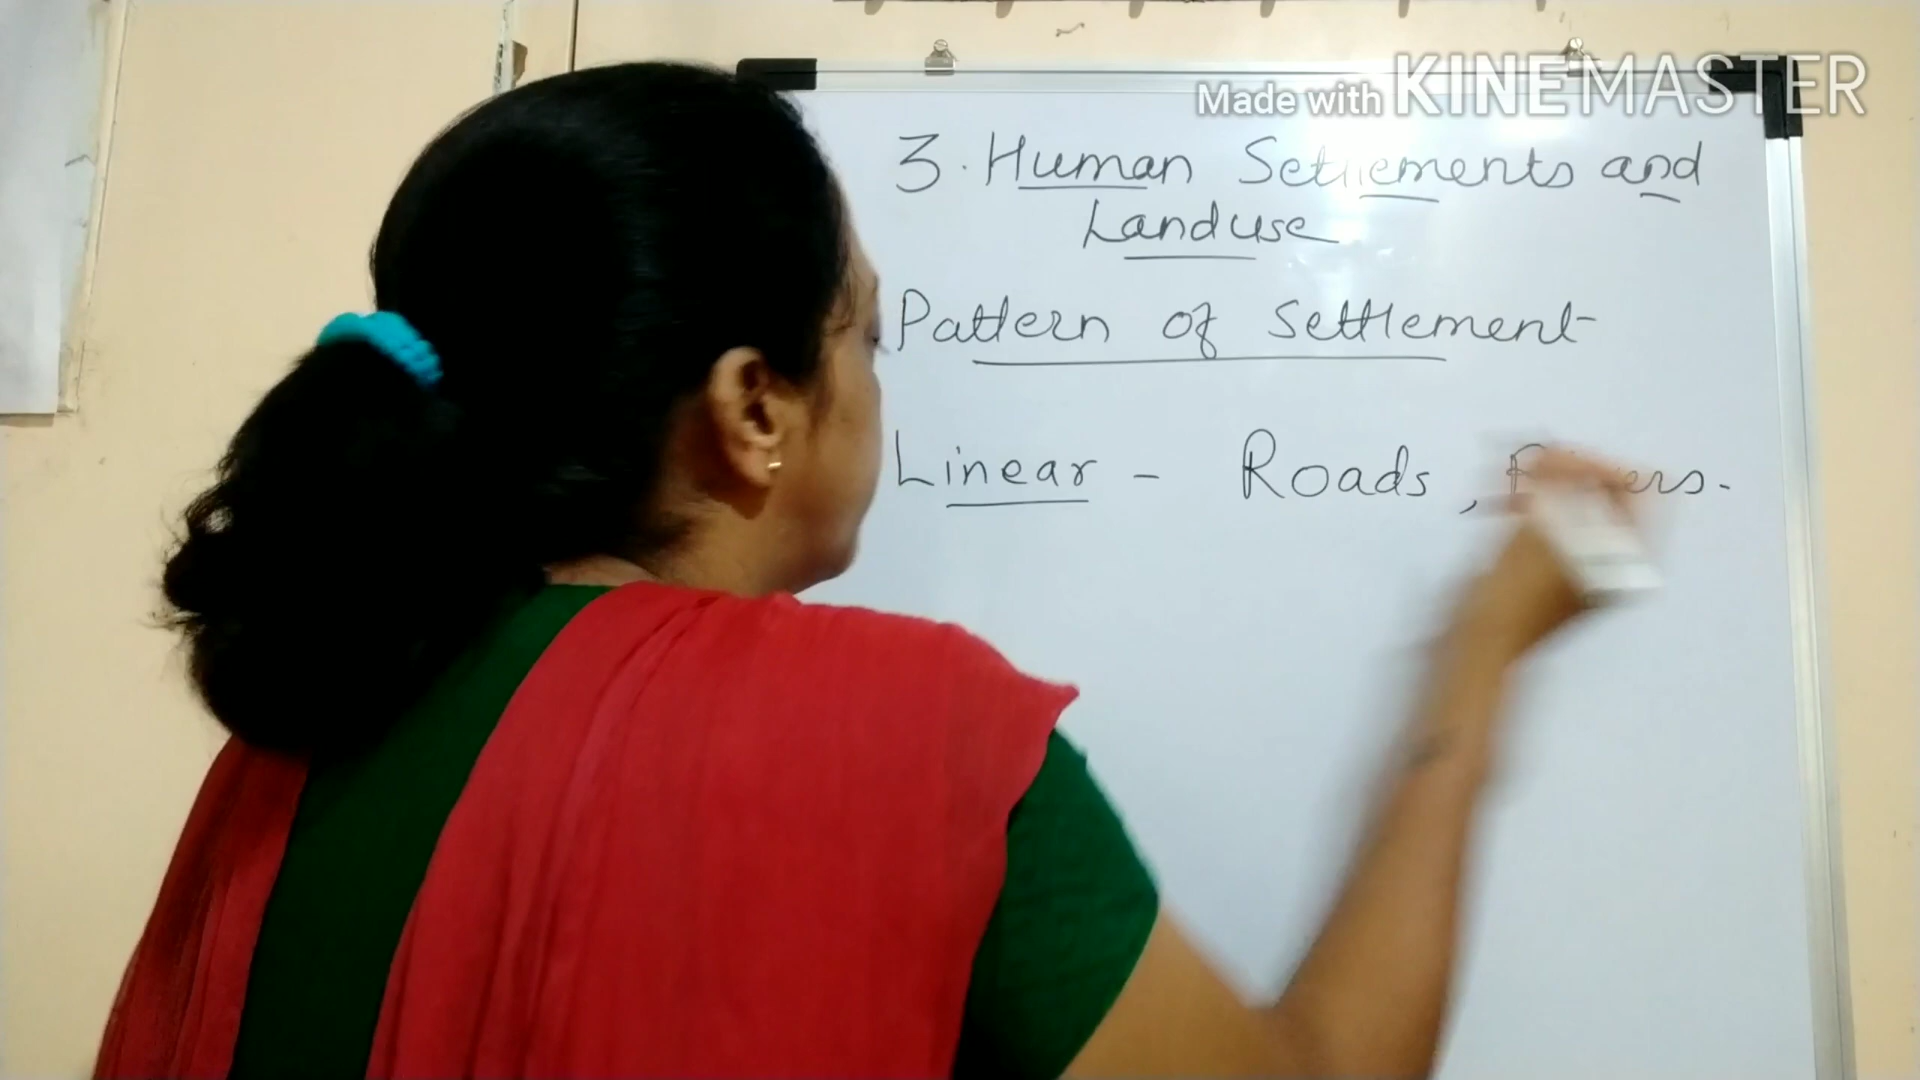 Made with KINEMASTER
3. Human Settlements and
Landuse
Pattern of Settlement
Linear - Roads,